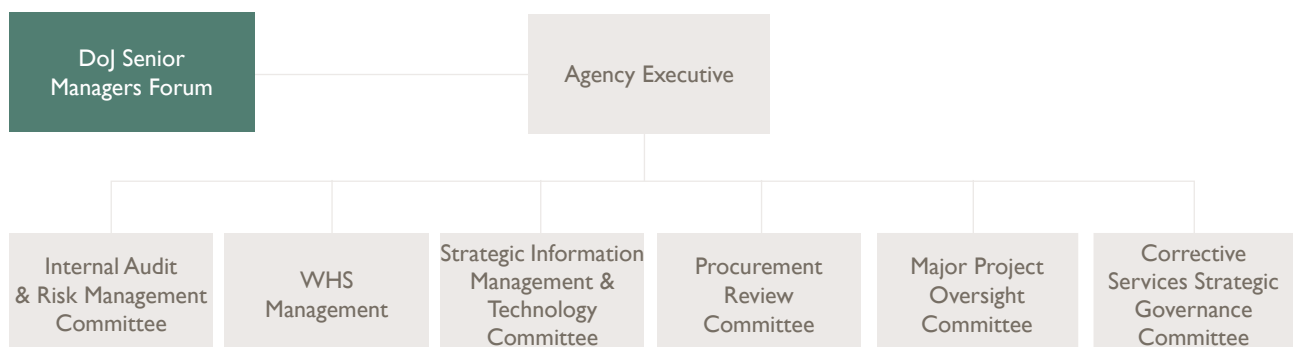 DoJ Senior
Managers Forum
Agency Executive
Internal Audit
& Risk Management
Committee
WHS
Management
Strategic Information
Management &
Technology
Committee
Procurement
Review
Committee
Major Project
Oversight
Committee
Corrective
Services Strategic
Governance
Committee